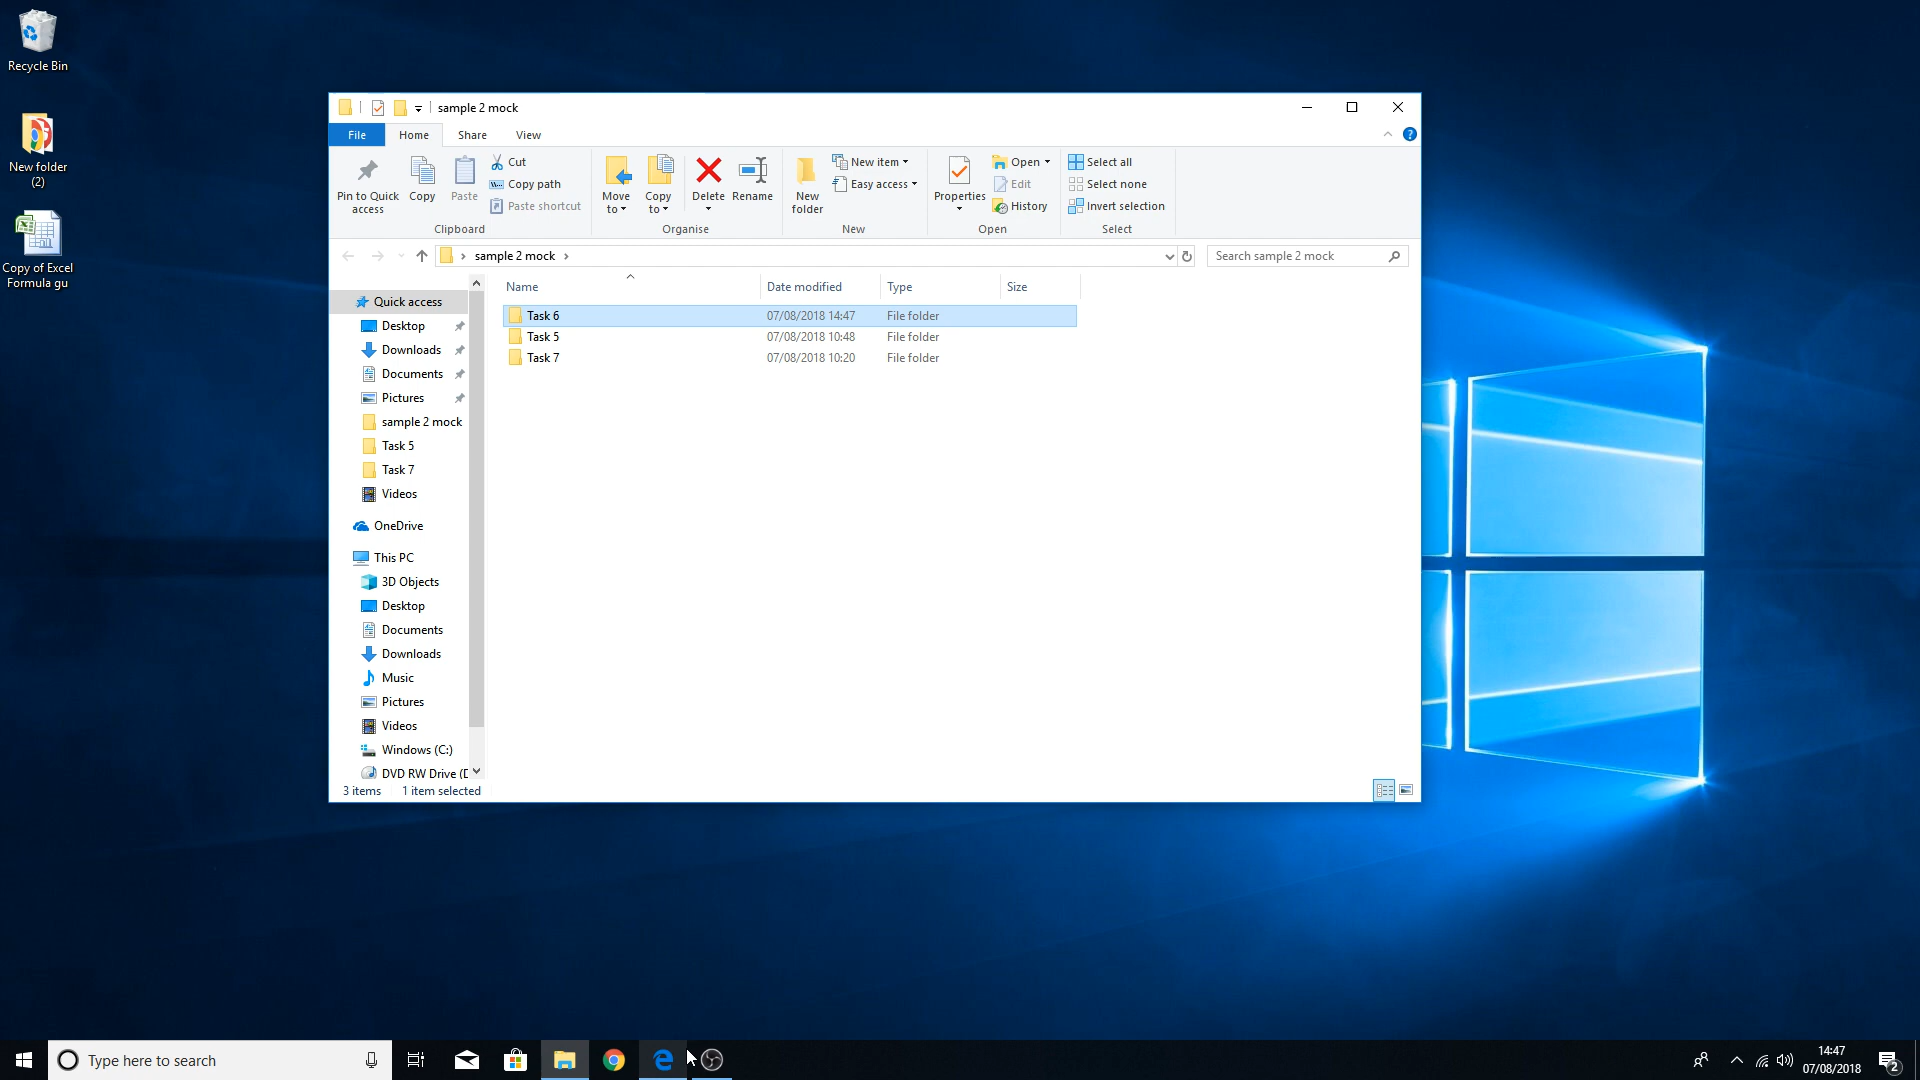 Recycle Bin
New folder
(2)
Copy of Excel
Formula gu
sample 2 mock
File Home Share View
Pin to Quick
access
Copy
Paste
Cut
Copy path
Paste shortcut
Clipboard
Move
to
Copy
to
Delete
Rename
Organise
New
folder
New item
Easy access
New
Properties
Open
Edit
History
Open
Select all
Select none
Invert selection
Select
sample 2 mock
Search sample 2 mock
Quick access
Desktop
Downloads
Documents
Pictures
sample 2 mock
Task 5
Task 7
Videos
OneDrive
This PC
3D Objects
Desktop
Documents
Downloads
Music
Pictures
Videos
Windows (C:)
DVD RW Drive (D
Name Date modified Type Size
Task 6 07/08/2018 14:47 File folder
Task 5 07/08/2018 10:48 File folder
Task 7 07/08/2018 10:20 File folder
3 items 1 item selected
Type here to search
14:47
07/08/2018
2